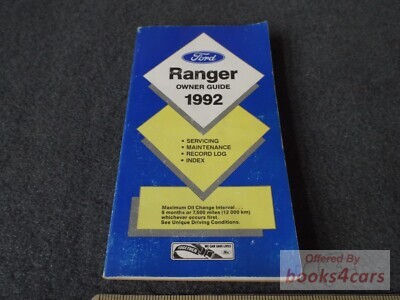 Ford
Ranger
OWNER GUIDE
1992
• SERVICING
• MAINTENANCE
• RECORD LOG
• INDEX
Maximum Oil Change Interval. . .
6 months or 7,500 miles (12 000 km)
whichever occurs first.
See Unique Driving Conditions.
Offered By
books4cars